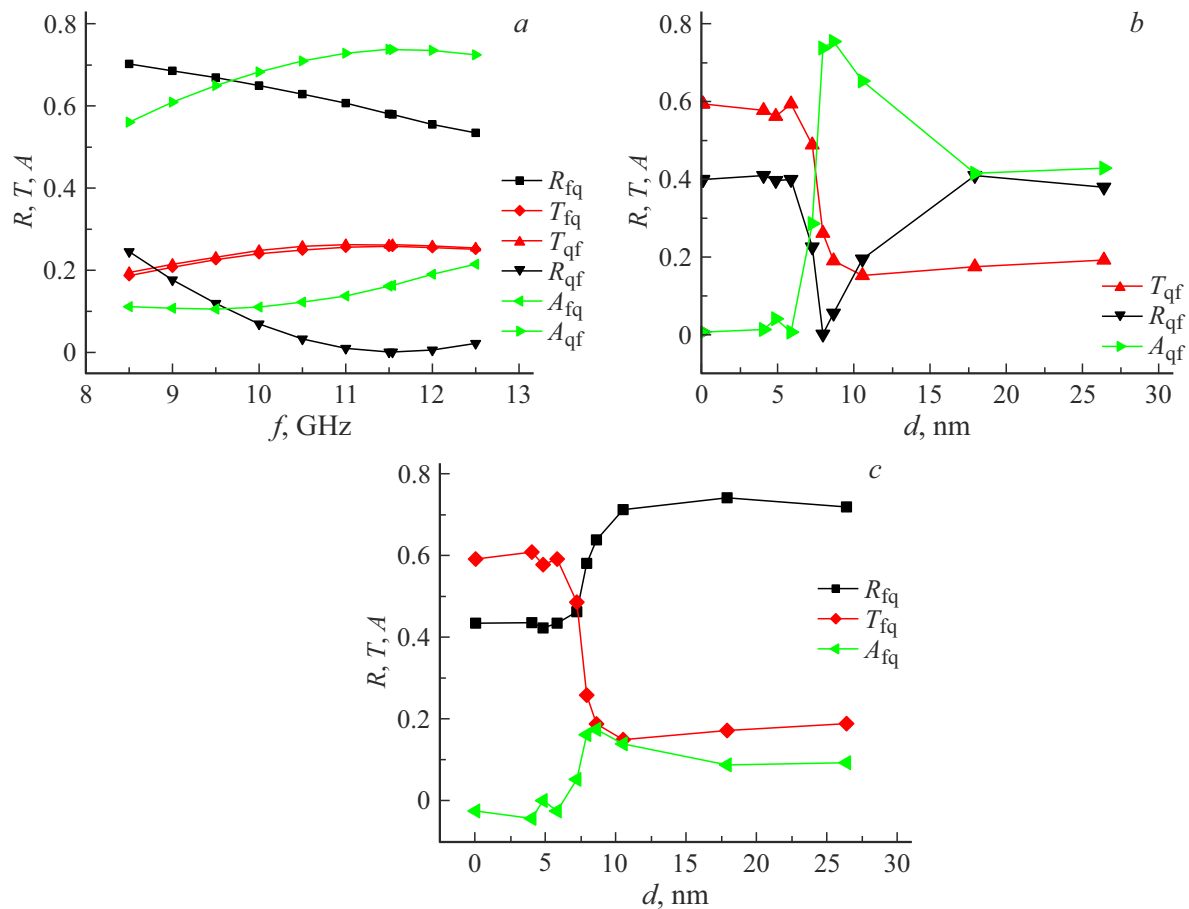 a
0.8
0.6
0.4
0.2
0
R, T, A
8 9 10 11 12 13
f, GHz
R_fq
T_fq
T_qf
R_qf
A_fq
A_qf
b
0.8
0.6
0.4
0.2
0
R, T, A
0 5 10 15 20 25 30
d, nm
T_qf
R_qf
A_qf
c
0.8
0.6
0.4
0.2
0
R, T, A
0 5 10 15 20 25 30
d, nm
R_fq
T_fq
A_fq